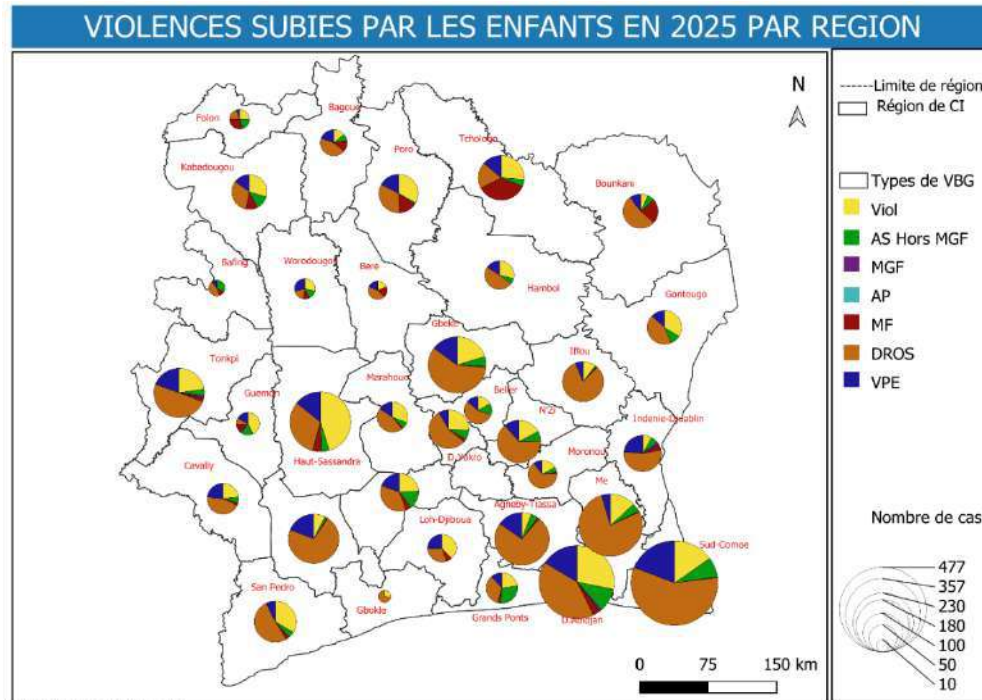 VIOLENCES SUBIES PAR LES ENFANTS EN 2025 PAR REGION
N
Limite de région
Région de CI
Types de VBG
Viol
AS Hors MGF
MGF
AP
MF
DROS
VPE
Nombre de cas
477
357
230
180
100
50
10
Folon
Bagoue
Kabadougou
Poro
Tchologo
Bounkani
Bafing
Worodougou
Bere
Hambol
Gontougo
Gbeke
Iffou
Tonkpi
Guemon
Marahoue
Belier
N'Zi
Indenie-Djuablin
Haut-Sassandra
D.Yakro
Moronou
Cavally
Me
Agneby-Tiassa
Loh-Djiboua
Sud-Comoe
San Pedro
Gbokle
Grands Ponts
D.Abidjan
0 75 150 km